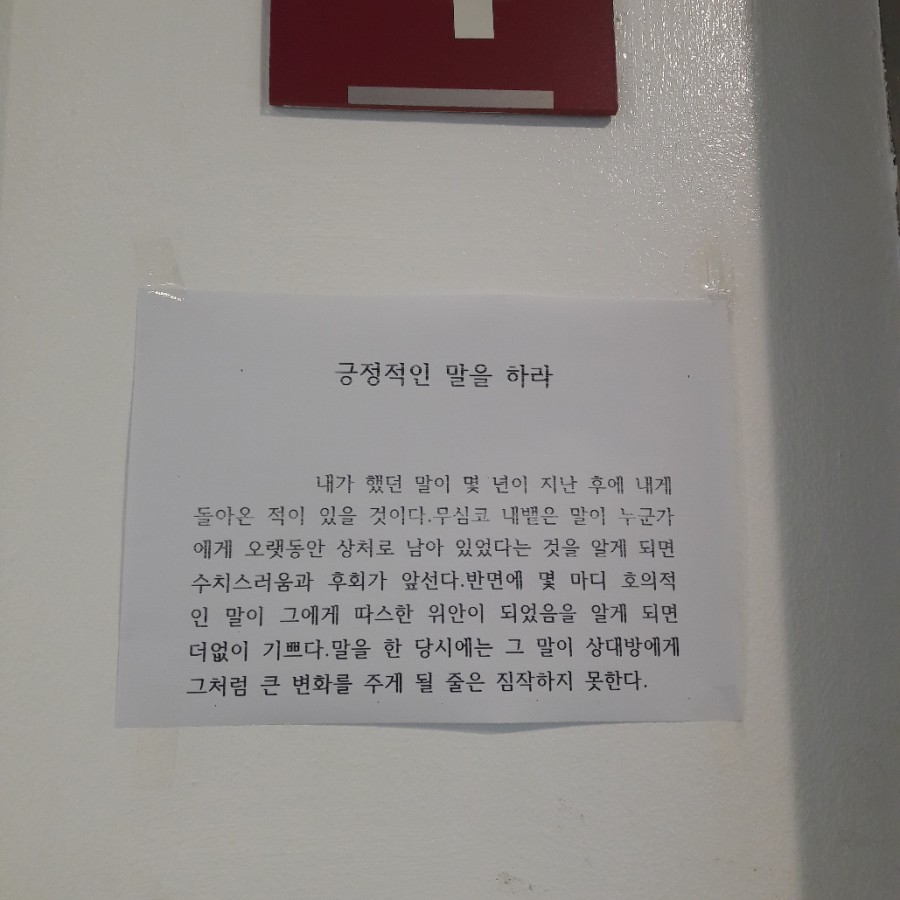 긍정적인 말을 하라
내가 했던 말이 몇 년이 지난 후에 내게
돌아온 적이 있을 것이다.무심코 내뱉은 말이 누군가
에게 오랫동안 상처로 남아 있었다는 것을 알게 되면
수치스러움과 후회가 앞선다.반면에 몇 마디 호의적
인 말이 그에게 따스한 위안이 되었음을 알게 되면
더없이 기쁘다.말을 한 당시에는 그 말이 상대방에게
그처럼 큰 변화를 주게 될 줄은 짐작하지 못한다.